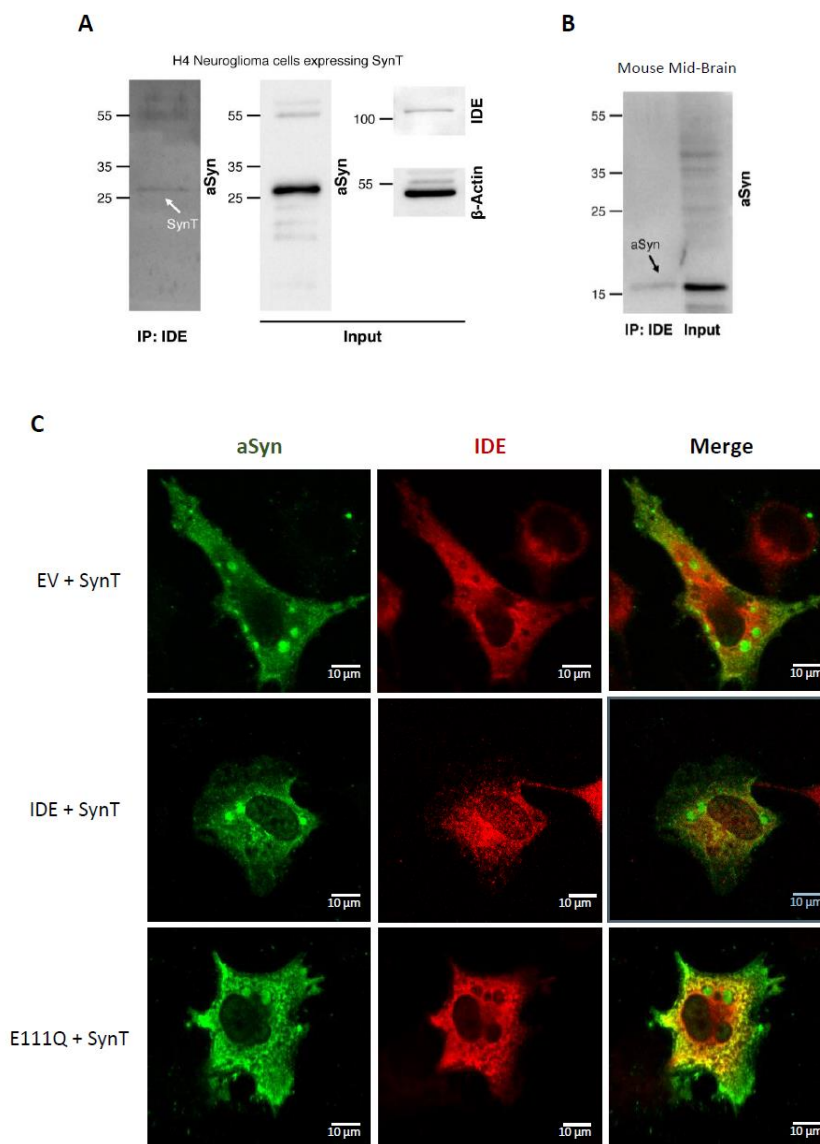 A
H4 Neuroglioma cells expressing SynT
55
35
25
SynT
aSyn
IP: IDE
55
35
25
aSyn
100
IDE
55
β-Actin
Input
B
Mouse Mid-Brain
55
35
25
15
aSyn
aSyn
IP: IDE Input
C
aSyn IDE Merge
EV + SynT
10 µm 10 µm 10 µm
IDE + SynT
10 µm 10 µm 10 µm
E111Q + SynT
10 µm 10 µm 10 µm